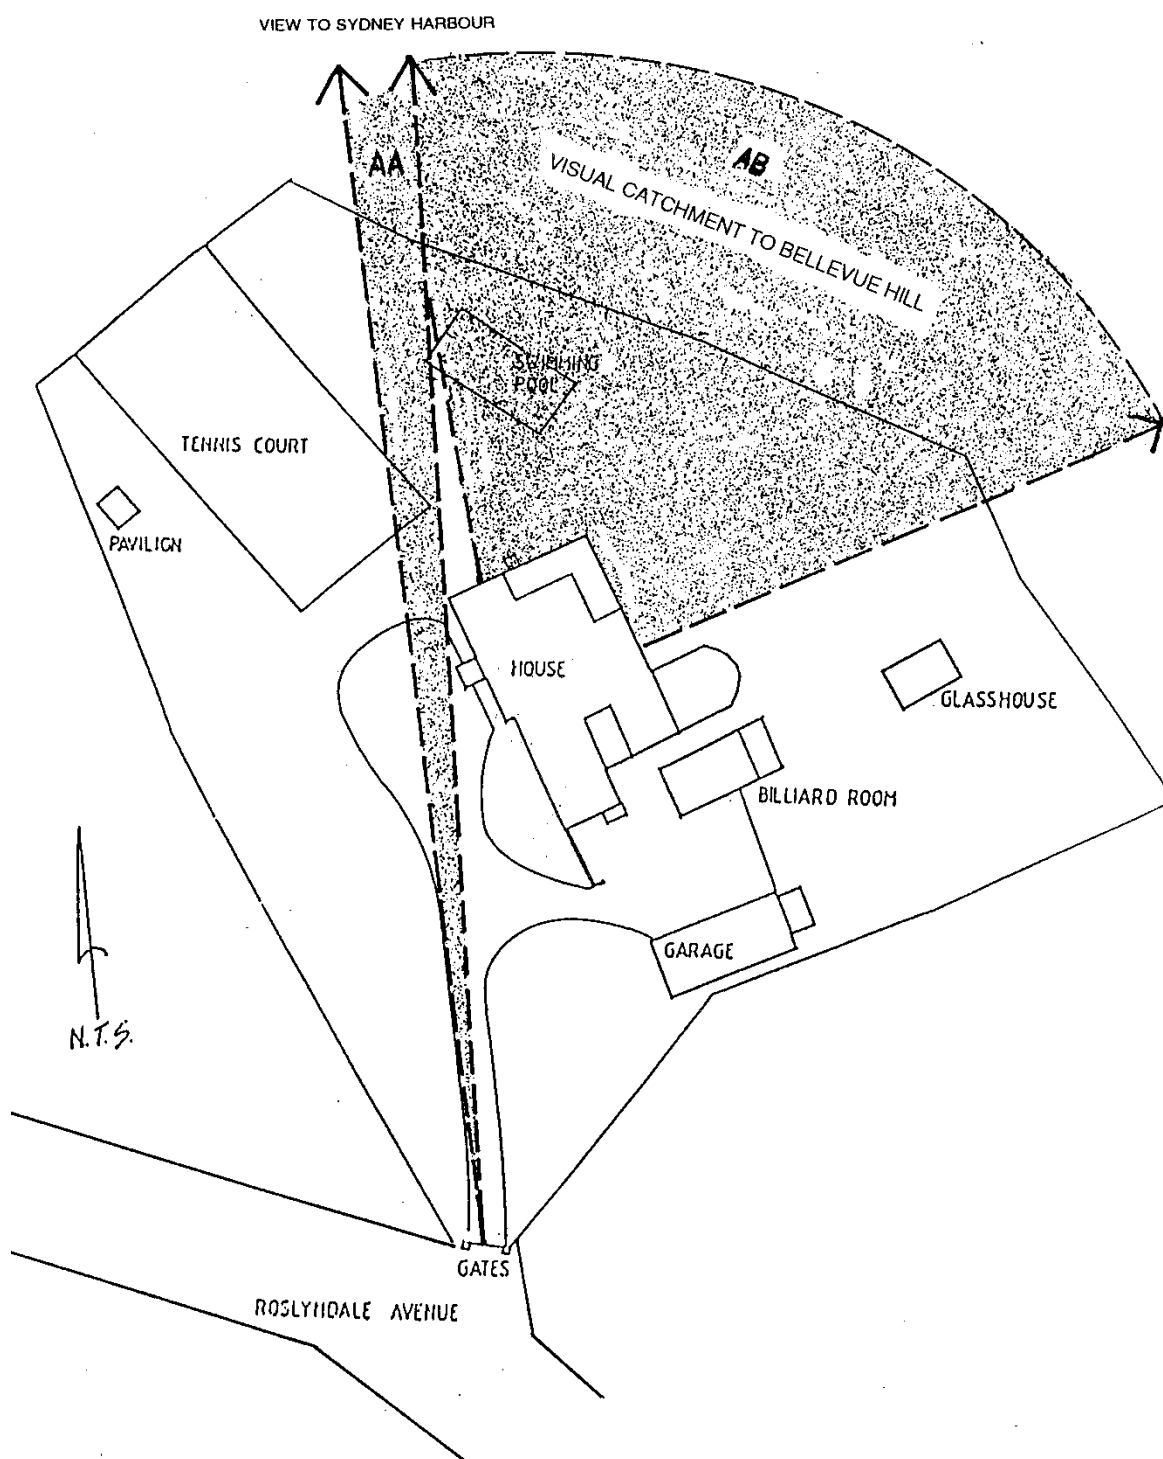 VIEW TO SYDNEY HARBOUR
AA
AB
VISUAL CATCHMENT TO BELLEVUE HILL
SWIMMING
POOL
TENNIS COURT
PAVILION
HOUSE
GLASSHOUSE
BILLIARD ROOM
GARAGE
N.T.S.
GATES
ROSLYNDALE AVENUE